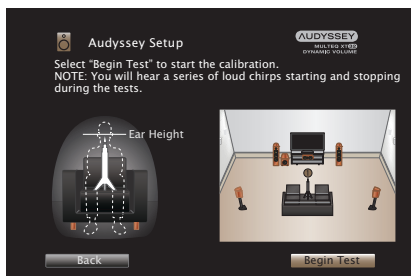 Audyssey Setup
AUDYSSEY
MULTEQ XT32
DYNAMIC VOLUME
Select “Begin Test” to start the calibration.
NOTE: You will hear a series of loud chirps starting and stopping
during the tests.
Ear Height
Back
Begin Test